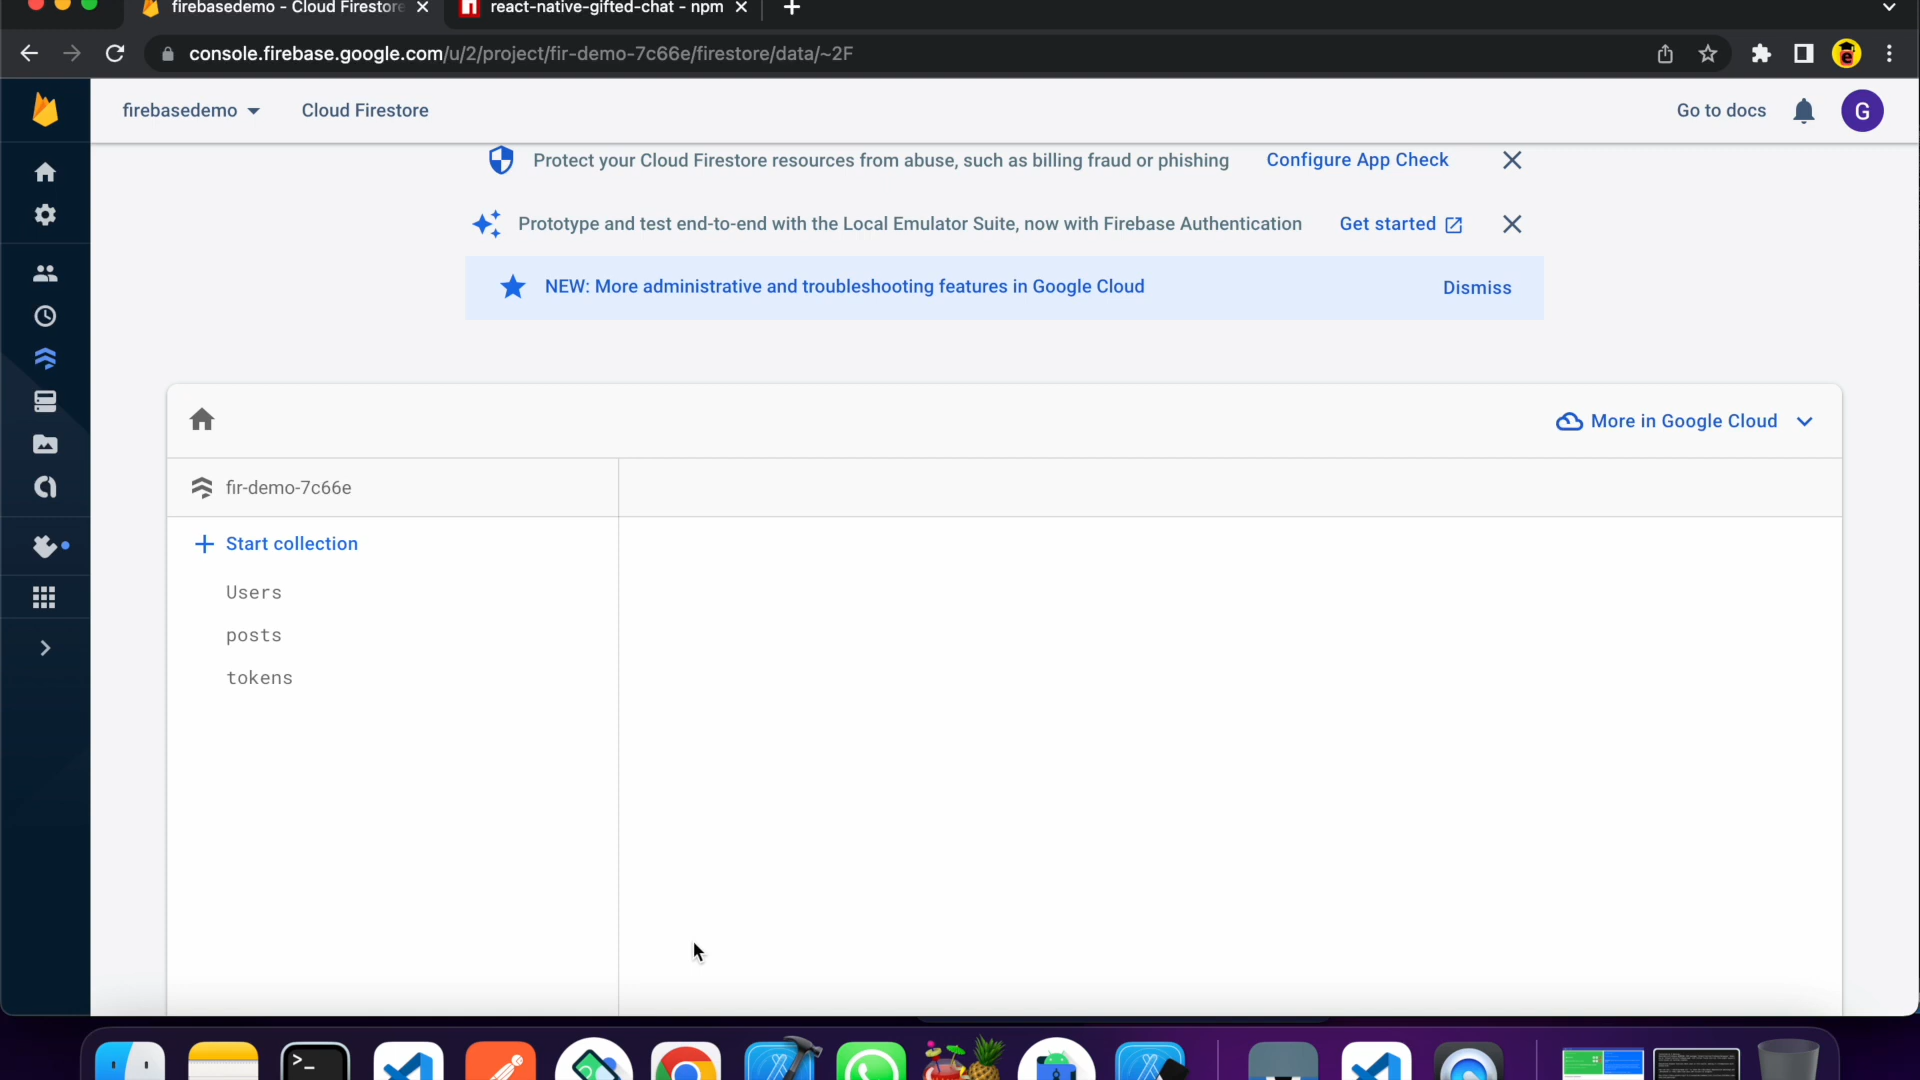 firebasedemo - Cloud Firestore
react-native-gifted-chat - npm
console.firebase.google.com/u/2/project/fir-demo-7c66e/firestore/data/~2F
firebasedemo
Cloud Firestore
Go to docs
G
Protect your Cloud Firestore resources from abuse, such as billing fraud or phishing
Configure App Check
Prototype and test end-to-end with the Local Emulator Suite, now with Firebase Authentication
Get started
NEW: More administrative and troubleshooting features in Google Cloud
Dismiss
More in Google Cloud
fir-demo-7c66e
+ Start collection
Users
posts
tokens